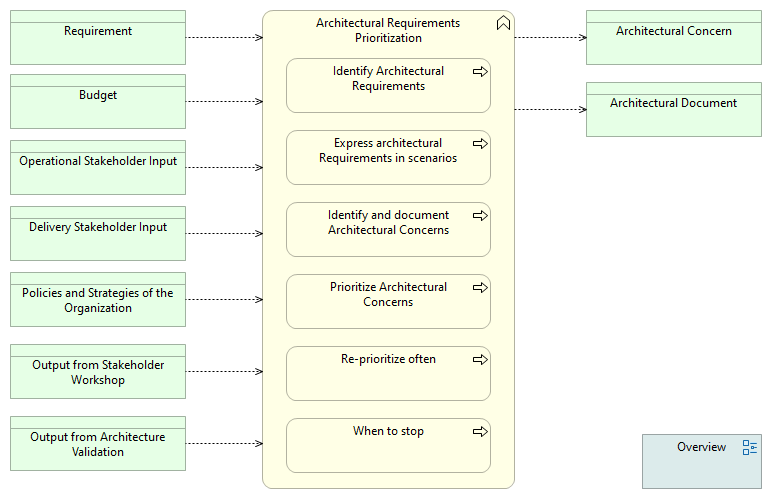 Requirement
Budget
Operational Stakeholder Input
Delivery Stakeholder Input
Policies and Strategies of the
Organization
Output from Stakeholder
Workshop
Output from Architecture
Validation
Architectural Requirements
Prioritization
Identify Architectural
Requirements
Express architectural
Requirements in scenarios
Identify and document
Architectural Concerns
Prioritize Architectural
Concerns
Re-prioritize often
When to stop
Architectural Concern
Architectural Document
Overview